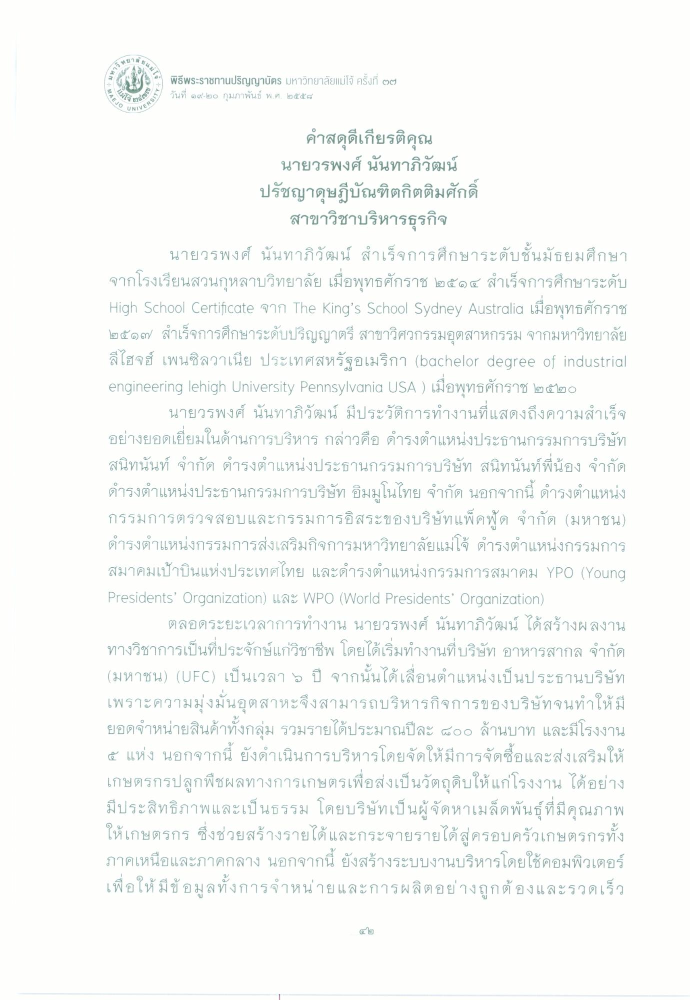 มหาวิทยาลัยแม่โจ้
แม่โจ้ ๒๔๗๗
MAEJO UNIVERSITY
พิธีพระราชทานปริญญาบัตร มหาวิทยาลัยแม่โจ้ ครั้งที่ ๓๗
วันที่ ๑๙-๒๐ กุมภาพันธ์ พ.ศ. ๒๕๕๘
คำสดุดีเกียรติคุณ
นายวรพงศ์ นันทาภิวัฒน์
ปรัชญาดุษฎีบัณฑิตกิตติมศักดิ์
สาขาวิชาบริหารธุรกิจ
นายวรพงศ์ นันทาภิวัฒน์ สำเร็จการศึกษาระดับชั้นมัธยมศึกษา
จากโรงเรียนสวนกุหลาบวิทยาลัย เมื่อพุทธศักราช ๒๕๑๔ สำเร็จการศึกษาระดับ
High School Certificate จาก The King's School Sydney Australia เมื่อพุทธศักราช
๒๕๑๗ สำเร็จการศึกษาระดับปริญญาตรี สาขาวิศวกรรมอุตสาหกรรม จากมหาวิทยาลัย
ลีไฮจฮ์ เพนซิลวาเนีย ประเทศสหรัฐอเมริกา (bachelor degree of industrial
engineering lehigh University Pennsylvania USA ) เมื่อพุทธศักราช ๒๕๒๐
นายวรพงศ์ นันทาภิวัฒน์ มีประวัติการทำงานที่แสดงถึงความสำเร็จ
อย่างยอดเยี่ยมในด้านการบริหาร กล่าวคือ ดำรงตำแหน่งประธานกรรมการบริษัท
สนิทนันท์ จำกัด ดำรงตำแหน่งประธานกรรมการบริษัท สนิทนันท์พี่น้อง จำกัด
ดำรงตำแหน่งประธานกรรมการบริษัท อิมมูโนไทย จำกัด นอกจากนี้ ดำรงตำแหน่ง
กรรมการตรวจสอบและกรรมการอิสระของบริษัทแพ็คฟู้ด จำกัด (มหาชน)
ดำรงตำแหน่งกรรมการส่งเสริมกิจการมหาวิทยาลัยแม่โจ้ ดำรงตำแหน่งกรรมการ
สมาคมเป้าบินแห่งประเทศไทย และดำรงตำแหน่งกรรมการสมาคม YPO (Young
Presidents' Organization) และ WPO (World Presidents' Organization)
ตลอดระยะเวลาการทำงาน นายวรพงศ์ นันทาภิวัฒน์ ได้สร้างผลงาน
ทางวิชาการเป็นที่ประจักษ์แก่วิชาชีพ โดยได้เริ่มทำงานที่บริษัท อาหารสากล จำกัด
(มหาชน) (UFC) เป็นเวลา ๖ ปี จากนั้นได้เลื่อนตำแหน่งเป็นประธานบริษัท
เพราะความมุ่งมั่นอุตสาหะจึงสามารถบริหารกิจการของบริษัทจนทำให้มี
ยอดจำหน่ายสินค้าทั้งกลุ่ม รวมรายได้ประมาณปีละ ๘๐๐ ล้านบาท และมีโรงงาน
๕ แห่ง นอกจากนี้ ยังดำเนินการบริหารโดยจัดให้มีการจัดซื้อและส่งเสริมให้
เกษตรกรปลูกพืชผลทางการเกษตรเพื่อส่งเป็นวัตถุดิบให้แก่โรงงาน ได้อย่าง
มีประสิทธิภาพและเป็นธรรม โดยบริษัทเป็นผู้จัดหาเมล็ดพันธุ์ที่มีคุณภาพ
ให้เกษตรกร ซึ่งช่วยสร้างรายได้และกระจายรายได้สู่ครอบครัวเกษตรกรทั้ง
ภาคเหนือและภาคกลาง นอกจากนี้ ยังสร้างระบบงานบริหารโดยใช้คอมพิวเตอร์
เพื่อให้มีข้อมูลทั้งการจำหน่ายและการผลิตอย่างถูกต้องและรวดเร็ว
๔๒